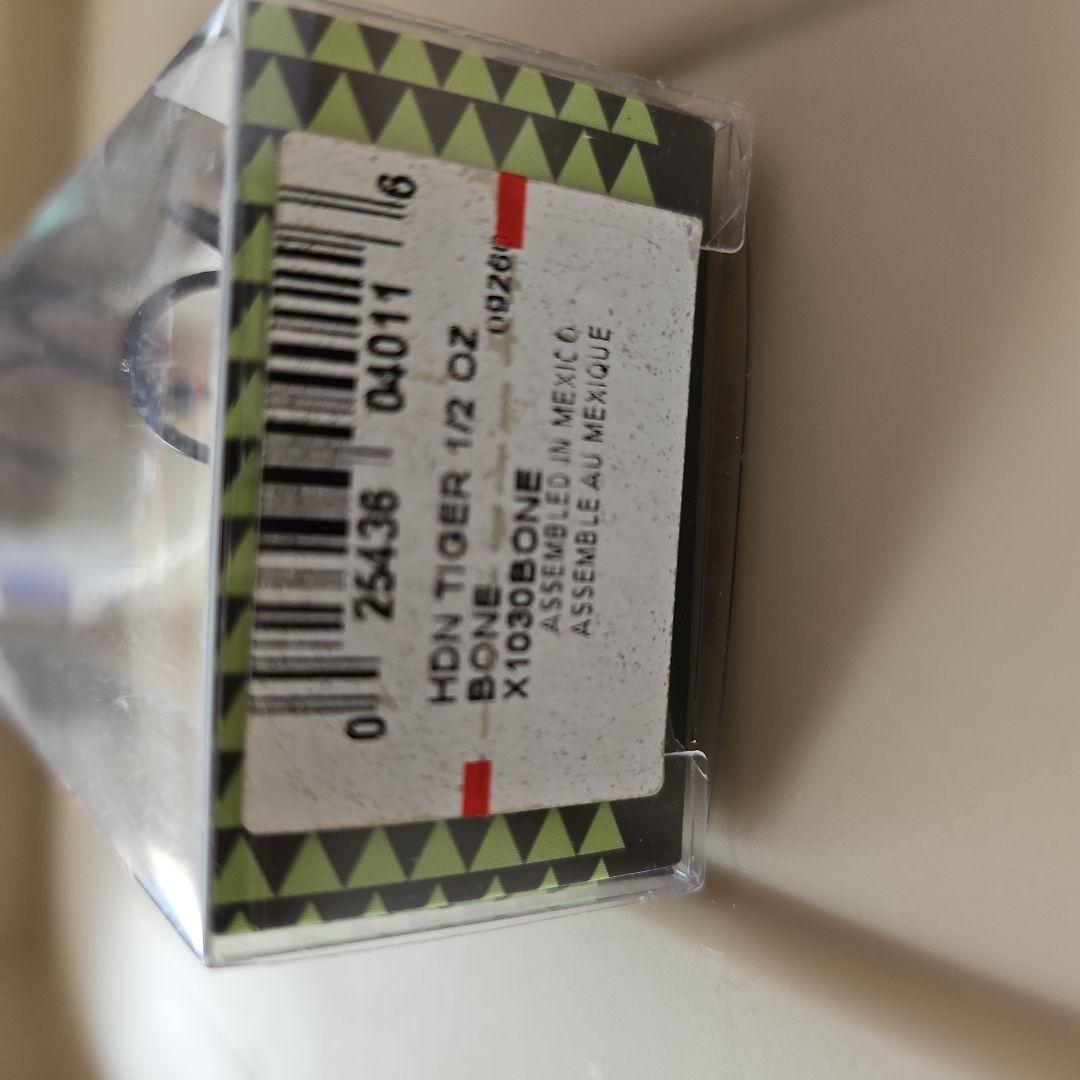 0 25436 04011 6
HDN TIGER 1/2 OZ
BONE
X1030BONE
ASSEMBLED IN MEXICO
ASSEMBLE AU MEXIQUE